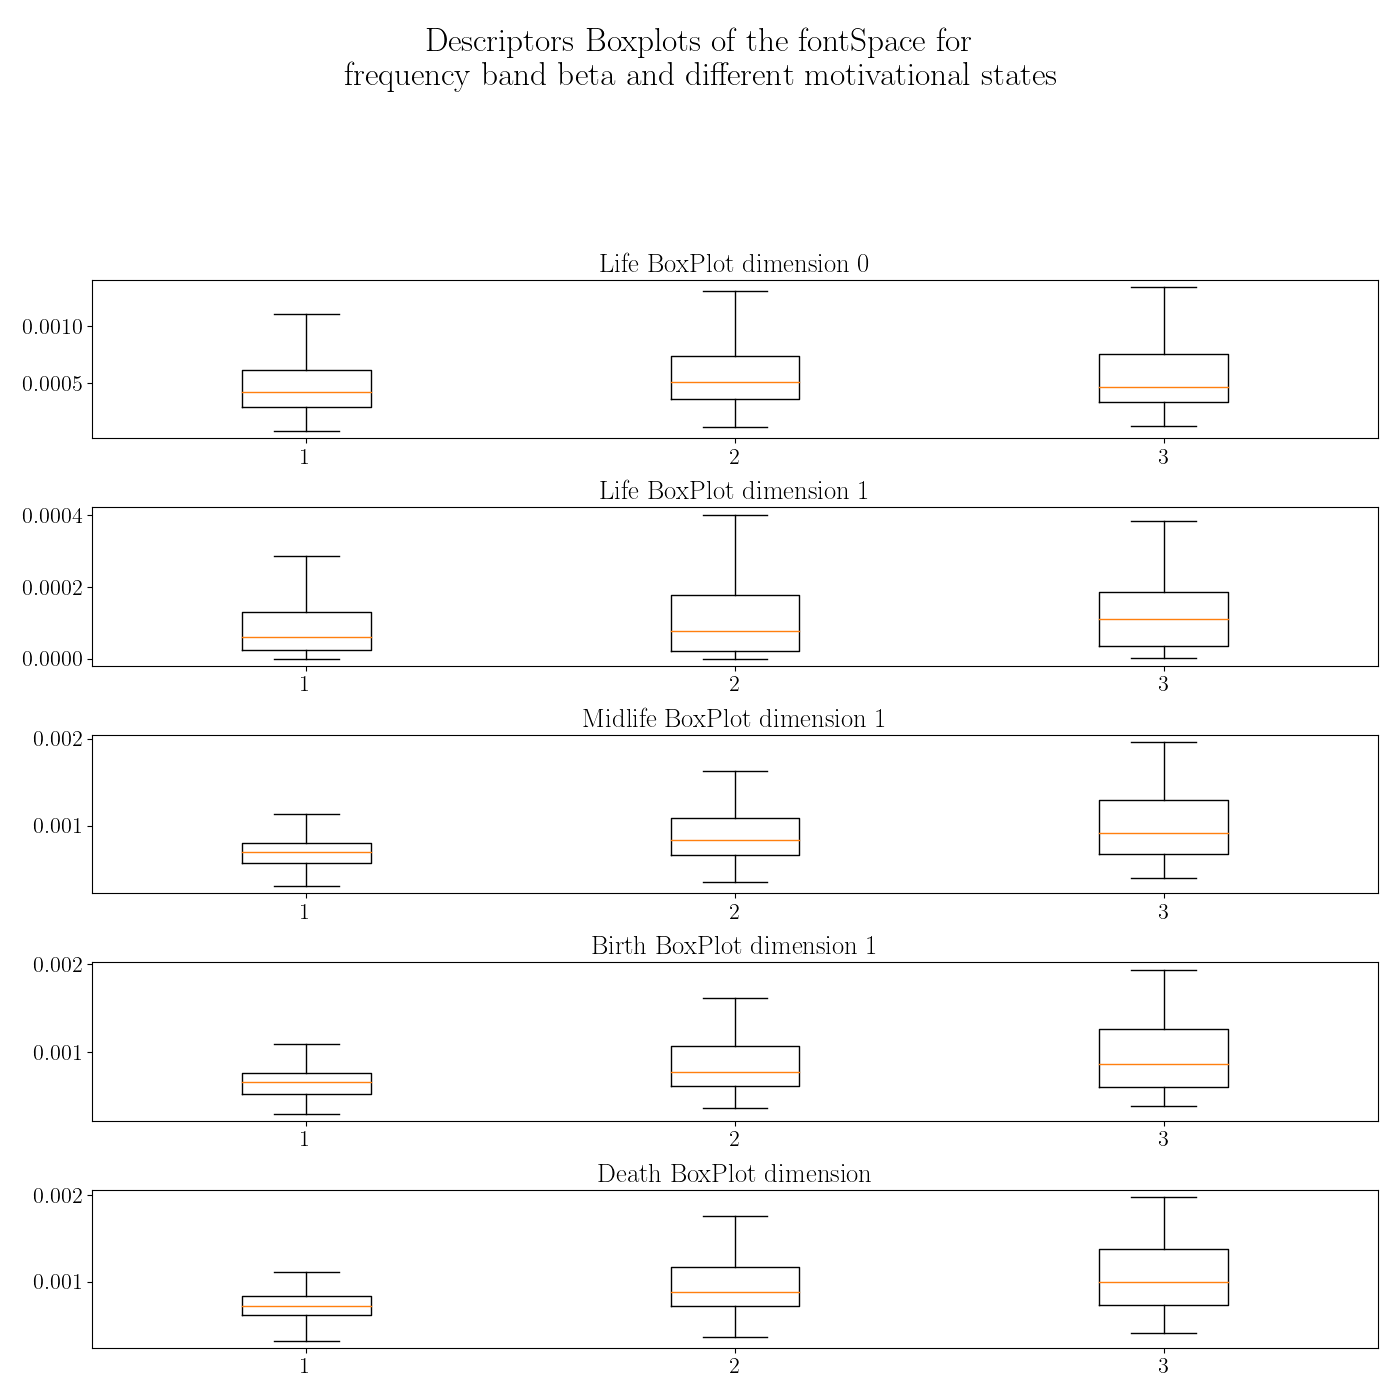 Descriptors Boxplots of the fontSpace for
frequency band beta and different motivational states
Life BoxPlot dimension 0
0.0010
0.0005
1 2 3
Life BoxPlot dimension 1
0.0004
0.0002
0.0000
1 2 3
Midlife BoxPlot dimension 1
0.002
0.001
1 2 3
Birth BoxPlot dimension 1
0.002
0.001
1 2 3
Death BoxPlot dimension
0.002
0.001
1 2 3